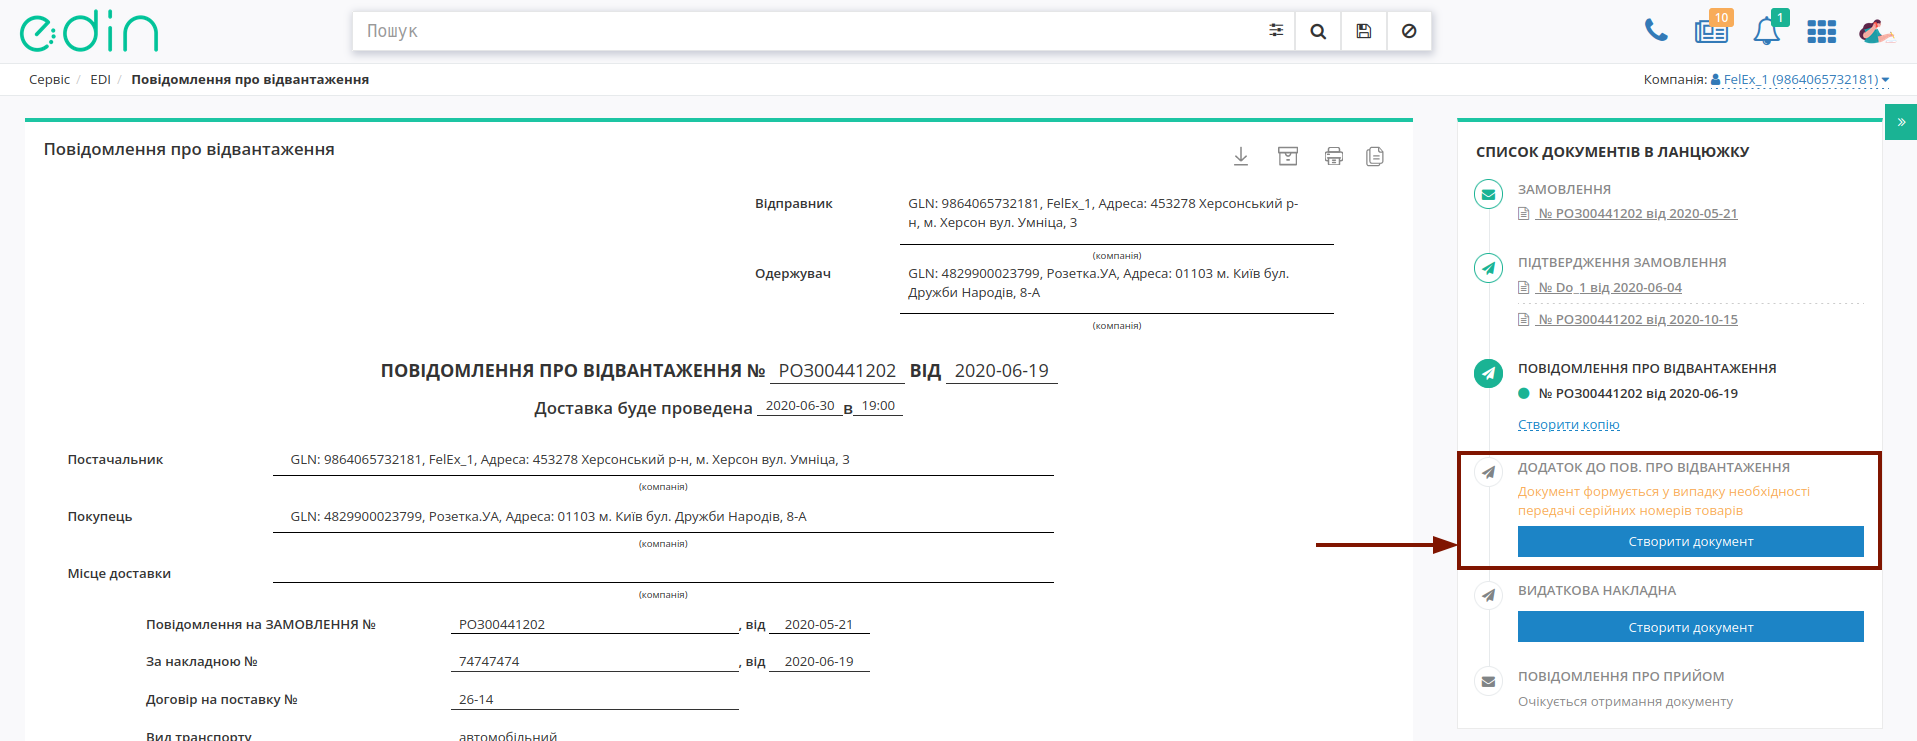 edin
Пошук
10
1
Сервіс / EDI / Повідомлення про відвантаження
Компанія: FelEx_1 (9864065732181)
Повідомлення про відвантаження
Відправник
GLN: 9864065732181, FelEx_1, Адреса: 453278 Херсонський р-
н, м. Херсон вул. Умніца, 3
(компанія)
Одержувач
GLN: 4829900023799, Розетка.УА, Адреса: 01103 м. Київ бул.
Дружби Народів, 8-А
(компанія)
ПОВІДОМЛЕННЯ ПРО ВІДВАНТАЖЕННЯ № РОЗ00441202 ВІД 2020-06-19
Доставка буде проведена 2020-06-30 в 19:00
Постачальник
GLN: 9864065732181, FelEx_1, Адреса: 453278 Херсонський р-н, м. Херсон вул. Умніца, 3
(компанія)
Покупець
GLN: 4829900023799, Розетка.УА, Адреса: 01103 м. Київ бул. Дружби Народів, 8-А
(компанія)
Місце доставки
(компанія)
Повідомлення на ЗАМОВЛЕННЯ № РОЗ00441202 , від 2020-05-21
За накладною № 74747474 , від 2020-06-19
Договір на поставку № 26-14
Вид транспорту автомобільний
»
СПИСОК ДОКУМЕНТІВ В ЛАНЦЮЖКУ
ЗАМОВЛЕННЯ
№ РОЗ00441202 від 2020-05-21
ПІДТВЕРДЖЕННЯ ЗАМОВЛЕННЯ
№ Do_1 від 2020-06-04
№ РОЗ00441202 від 2020-10-15
ПОВІДОМЛЕННЯ ПРО ВІДВАНТАЖЕННЯ
№ РОЗ00441202 від 2020-06-19
Створити копію
ДОДАТОК ДО ПОВ. ПРО ВІДВАНТАЖЕННЯ
Документ формується у випадку необхідності
передачі серійних номерів товарів
Створити документ
ВИДАТКОВА НАКЛАДНА
Створити документ
ПОВІДОМЛЕННЯ ПРО ПРИЙОМ
Очікується отримання документу